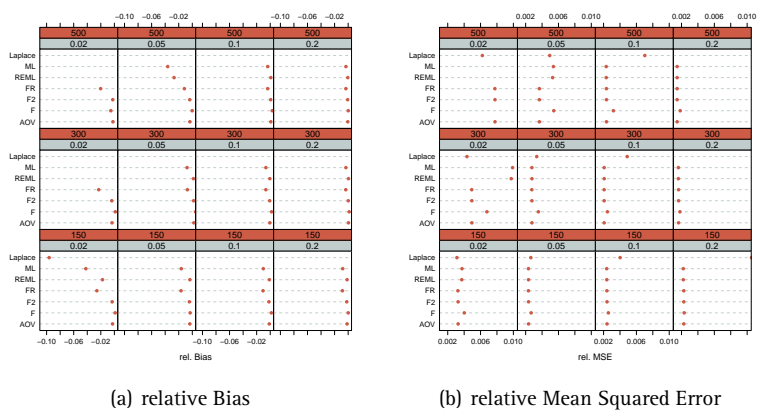 −0.10 −0.06 −0.02 −0.10 −0.06 −0.02
500 500 500 500
0.02 0.05 0.1 0.2
Laplace
ML
REML
FR
F2
F
AOV
300 300 300 300
0.02 0.05 0.1 0.2
Laplace
ML
REML
FR
F2
F
AOV
150 150 150 150
0.02 0.05 0.1 0.2
Laplace
ML
REML
FR
F2
F
AOV
−0.10 −0.06 −0.02 −0.10 −0.06 −0.02
rel. Bias
(a) relative Bias
0.002 0.006 0.010 0.002 0.006 0.010
500 500 500 500
0.02 0.05 0.1 0.2
Laplace
ML
REML
FR
F2
F
AOV
300 300 300 300
0.02 0.05 0.1 0.2
Laplace
ML
REML
FR
F2
F
AOV
150 150 150 150
0.02 0.05 0.1 0.2
Laplace
ML
REML
FR
F2
F
AOV
0.002 0.006 0.010 0.002 0.006 0.010
rel. MSE
(b) relative Mean Squared Error